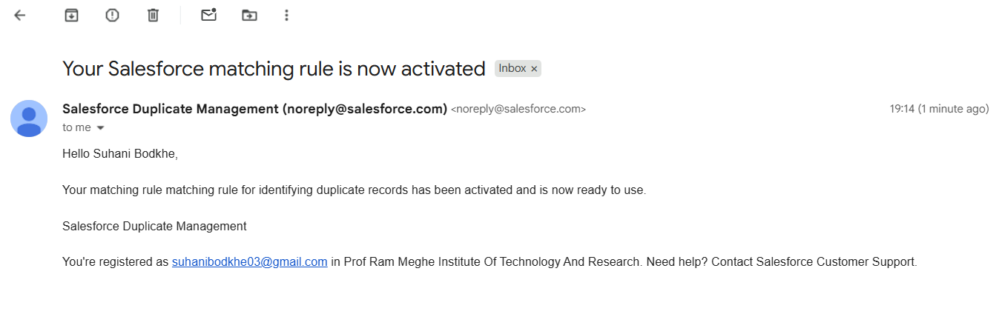 Your Salesforce matching rule is now activated Inbox ×
Salesforce Duplicate Management (noreply@salesforce.com) <noreply@salesforce.com> 19:14 (1 minute ago)
to me
Hello Suhani Bodkhe,
Your matching rule matching rule for identifying duplicate records has been activated and is now ready to use.
Salesforce Duplicate Management
You're registered as suhanibodkhe03@gmail.com in Prof Ram Meghe Institute Of Technology And Research. Need help? Contact Salesforce Customer Support.